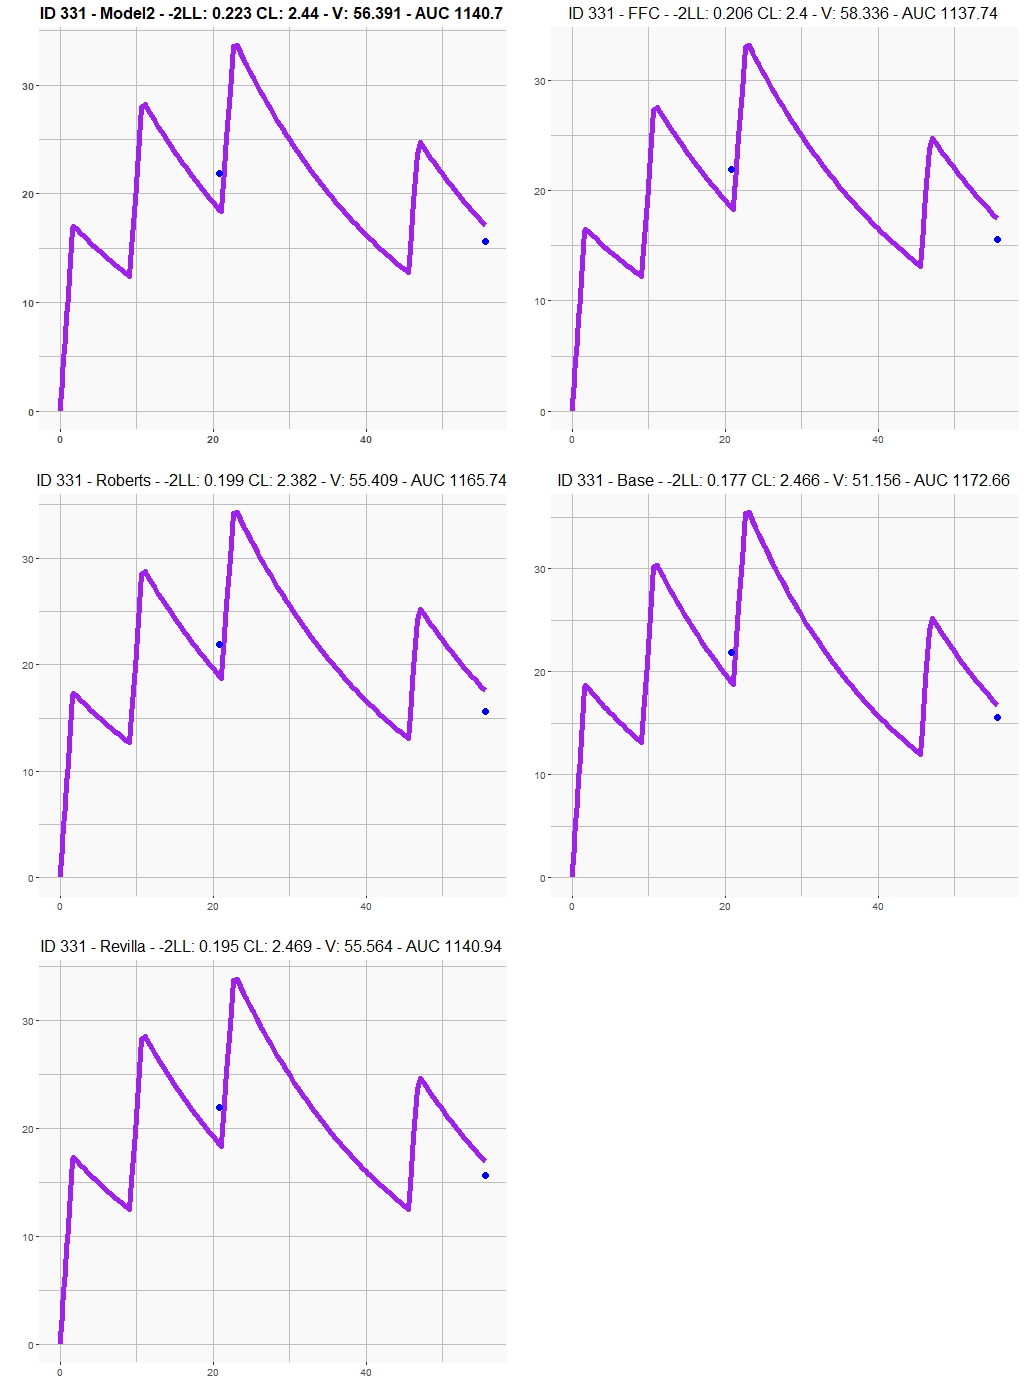 ID 331 - Model2 - -2LL: 0.223 CL: 2.44 - V: 56.391 - AUC 1140.7
30
20
10
0
0 20 40
ID 331 - FFC - -2LL: 0.206 CL: 2.4 - V: 58.336 - AUC 1137.74
30
20
10
0
0 20 40
ID 331 - Roberts - -2LL: 0.199 CL: 2.382 - V: 55.409 - AUC 1165.74
30
20
10
0
0 20 40
ID 331 - Base - -2LL: 0.177 CL: 2.466 - V: 51.156 - AUC 1172.66
30
20
10
0
0 20 40
ID 331 - Revilla - -2LL: 0.195 CL: 2.469 - V: 55.564 - AUC 1140.94
30
20
10
0
0 20 40